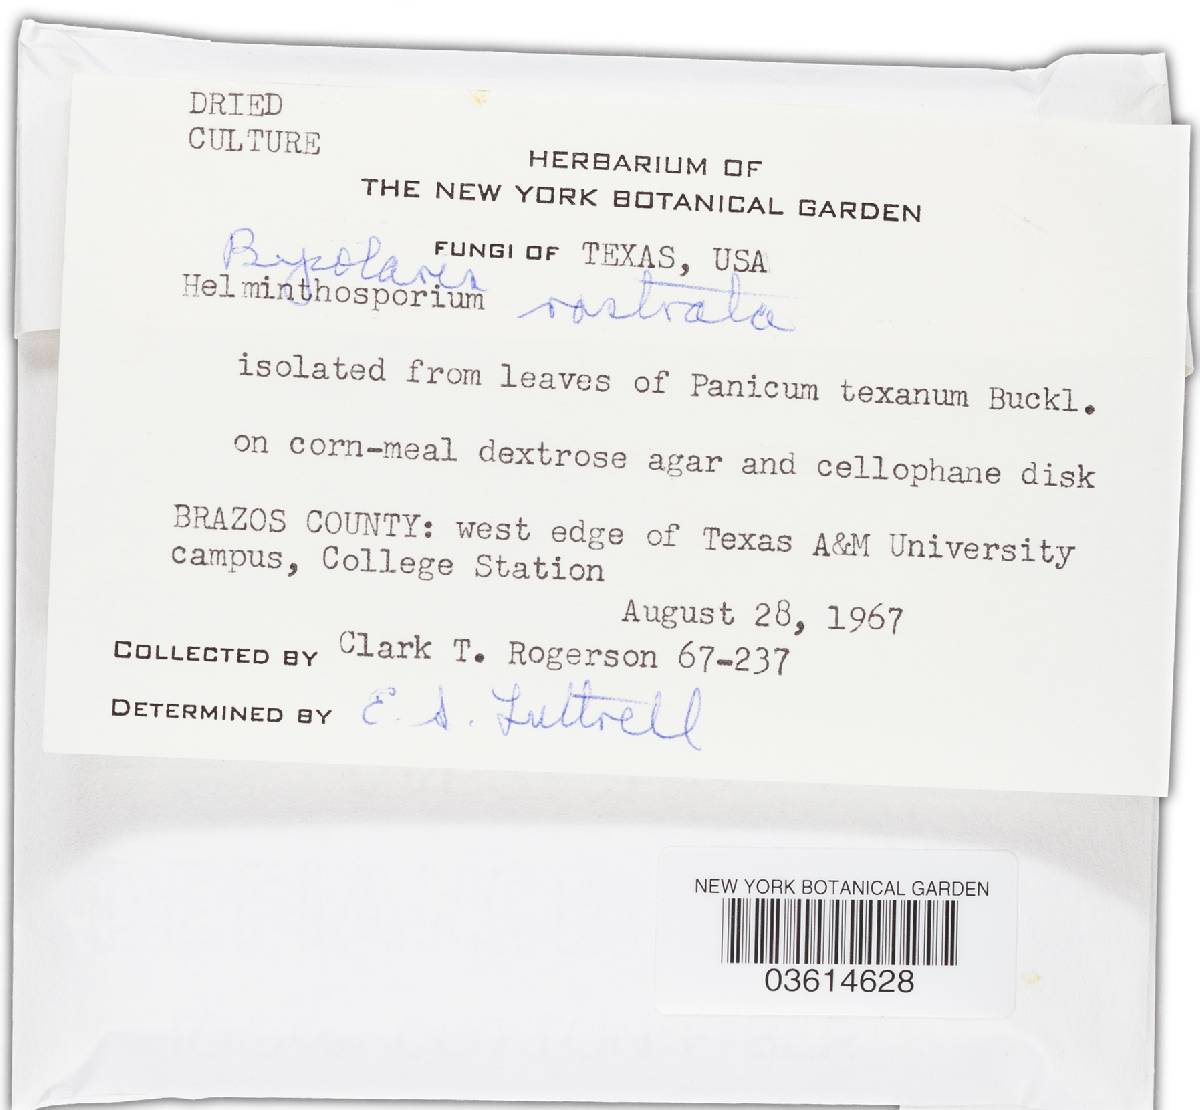 DRIED
CULTURE
HERBARIUM OF
THE NEW YORK BOTANICAL GARDEN
FUNGI OF TEXAS, USA
Bypolaris
Helminthosporium rostrata
isolated from leaves of Panicum texanum Buckl.
on corn-meal dextrose agar and cellophane disk
BRAZOS COUNTY: west edge of Texas A&M University
campus, College Station
August 28, 1967
COLLECTED BY Clark T. Rogerson 67-237
DETERMINED BY E. S. Luttrell
NEW YORK BOTANICAL GARDEN
03614628